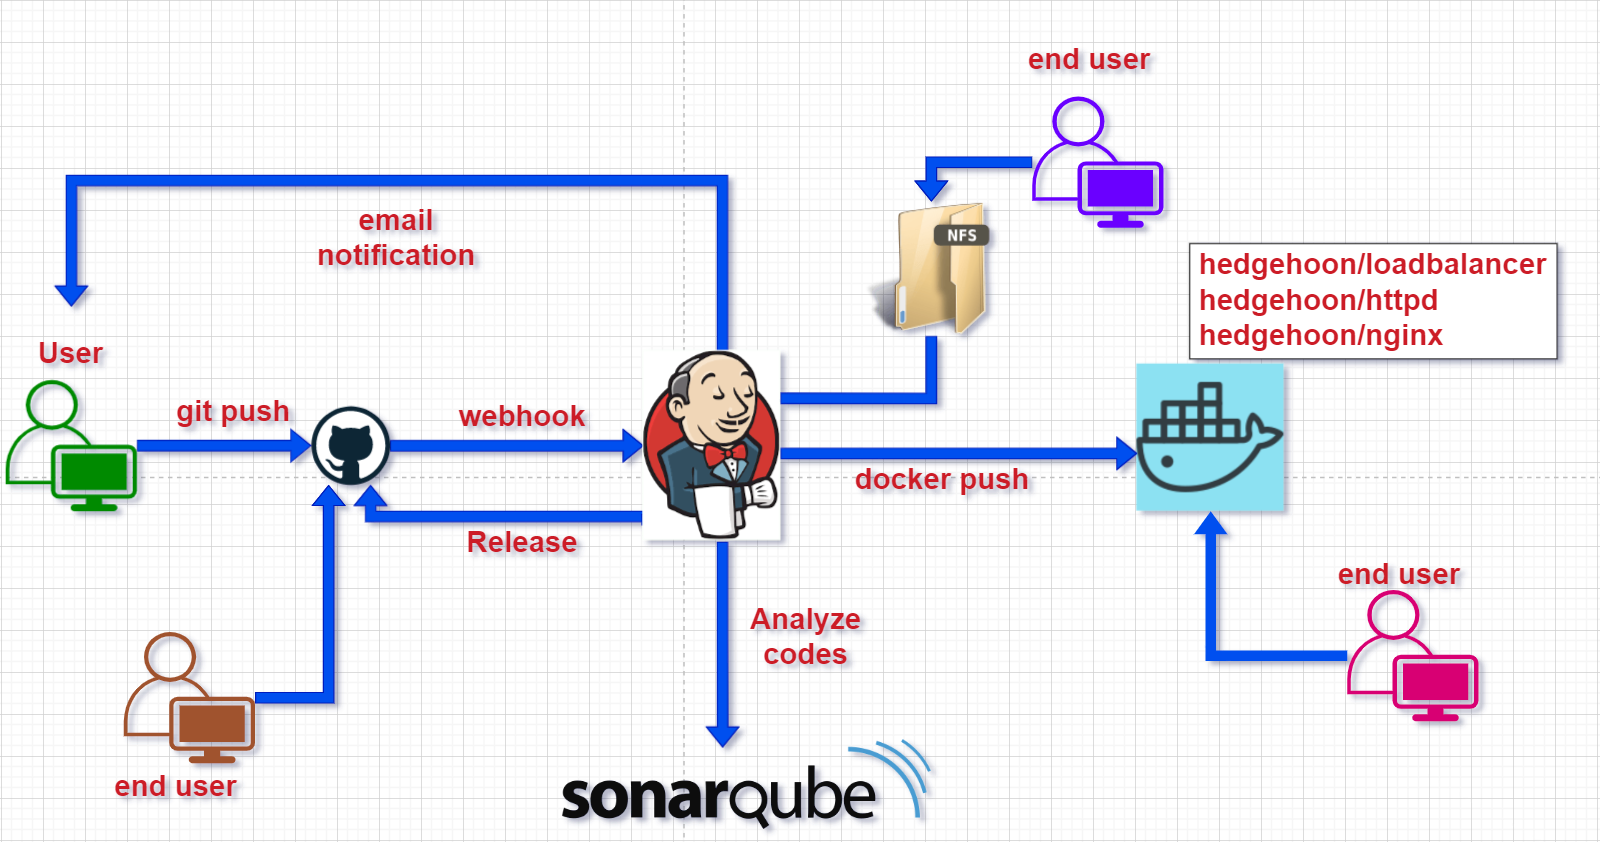 end user
email
notification
NFS
hedgehoon/loadbalancer
hedgehoon/httpd
hedgehoon/nginx
User
git push
webhook
docker push
Release
end user
Analyze
codes
end user
sonarqube